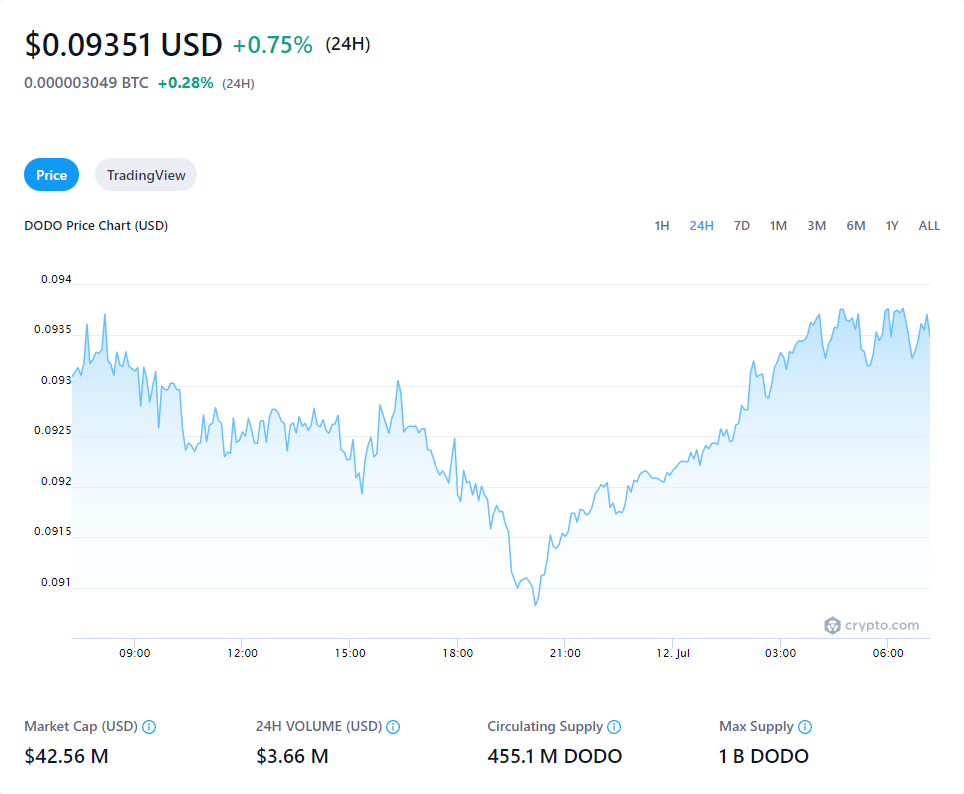 $0.09351 USD +0.75% (24H)
0.000003049 BTC +0.28% (24H)
Price TradingView
DODO Price Chart (USD) 1H 24H 7D 1M 3M 6M 1Y ALL
0.094
0.0935
0.093
0.0925
0.092
0.0915
0.091
crypto.com
09:00 12:00 15:00 18:00 21:00 12. Jul 03:00 06:00
Market Cap (USD) 24H VOLUME (USD) Circulating Supply Max Supply
$42.56 M $3.66 M 455.1 M DODO 1 B DODO